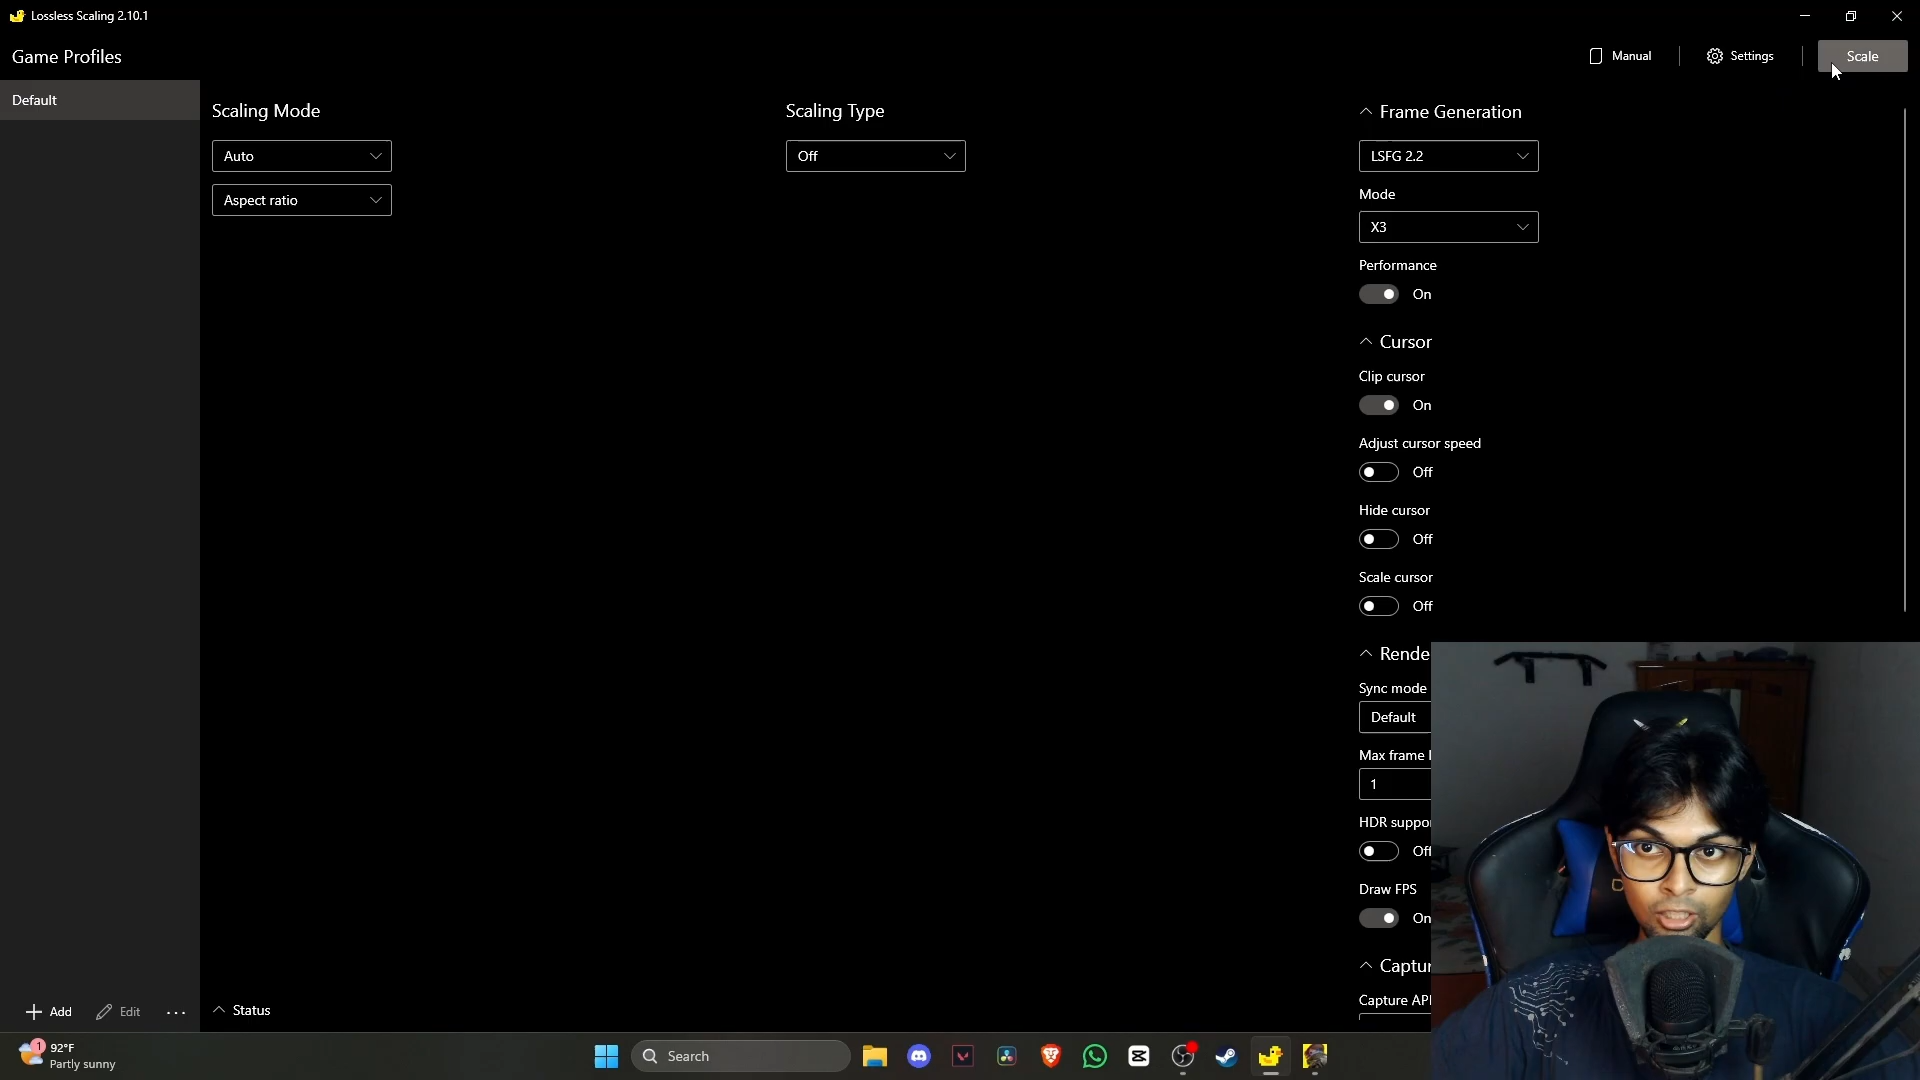 Lossless Scaling 2.10.1
Game Profiles
Manual
Settings
Scale
Default
Scaling Mode
Auto
Aspect ratio
Scaling Type
Off
Frame Generation
LSFG 2.2
Mode
X3
Performance
On
Cursor
Clip cursor
On
Adjust cursor speed
Off
Hide cursor
Off
Scale cursor
Off
Rende
Sync mode
Default
Max frame l
1
HDR suppor
Off
Draw FPS
On
Captur
Capture API
Add
Edit
Status
1
92°F
Partly sunny
Search